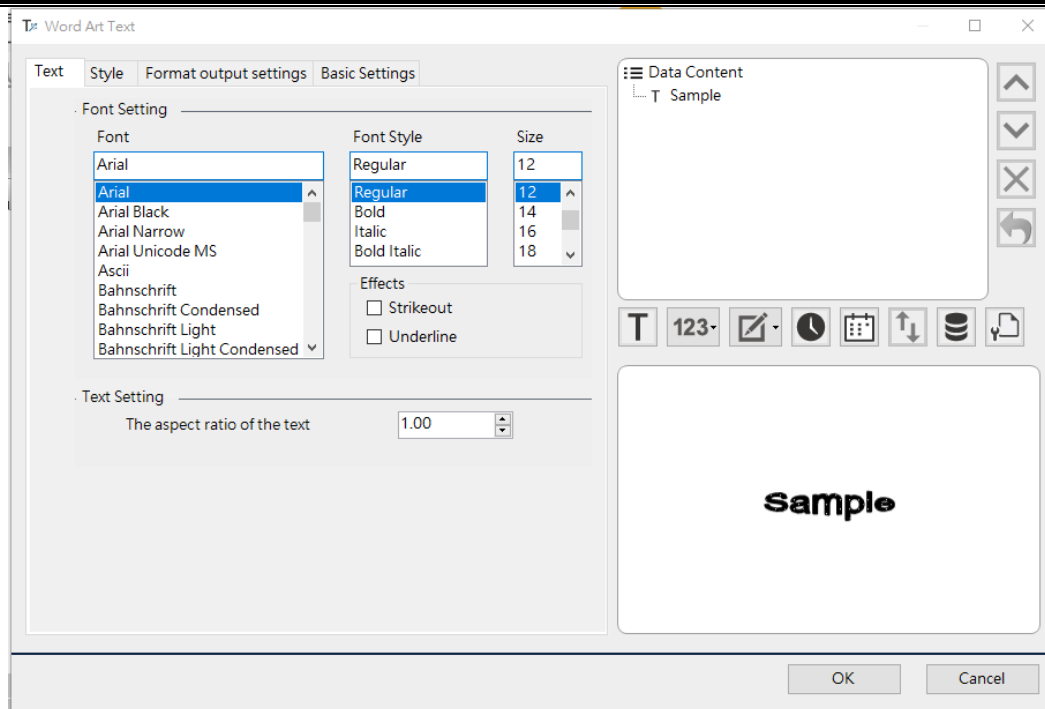 Word Art Text
Text Style Format output settings Basic Settings
Font Setting
Font Font Style Size
Arial Regular 12
Arial
Arial Black
Arial Narrow
Arial Unicode MS
Ascii
Bahnschrift
Bahnschrift Condensed
Bahnschrift Light
Bahnschrift Light Condensed
Regular
Bold
Italic
Bold Italic
12
14
16
18
Effects
Strikeout
Underline
Text Setting
The aspect ratio of the text 1.00
Data Content
T Sample
T 123
Sample
OK Cancel